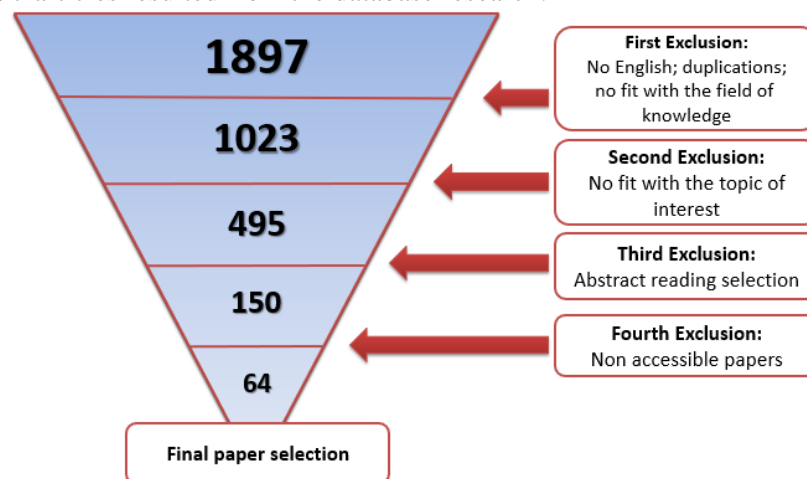 1897
First Exclusion:
No English; duplications;
no fit with the field of
knowledge
1023
Second Exclusion:
No fit with the topic of
interest
495
Third Exclusion:
Abstract reading selection
150
Fourth Exclusion:
Non accessible papers
64
Final paper selection